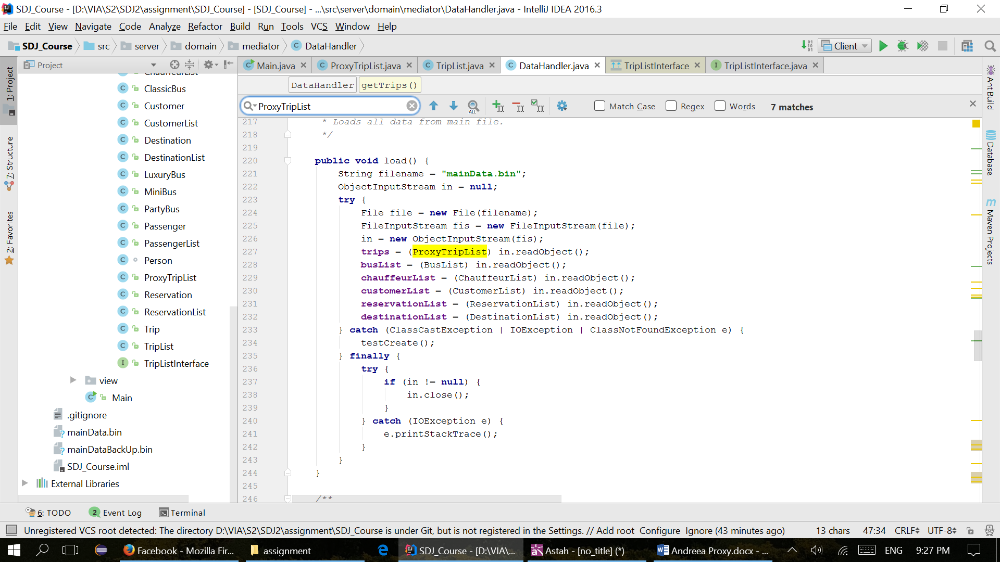 SDJ_Course - [D:\VIA\S2\SDJ2\assignment\SDJ_Course] - [SDJ_Course] - ...\src\server\domain\mediator\DataHandler.java - IntelliJ IDEA 2016.3
File Edit View Navigate Code Analyze Refactor Build Run Tools VCS Window Help
SDJ_Course src server domain mediator DataHandler Client
Project Main.java ProxyTripList.java TripList.java DataHandler.java TripListInterface TripListInterface.java
DataHandler getTrips()
ProxyTripList ALL Match Case Regex Words 7 matches
1: Project
7: Structure
2: Favorites
ChauffeurList
ClassicBus
Customer
CustomerList
Destination
DestinationList
LuxuryBus
MiniBus
PartyBus
Passenger
PassengerList
Person
ProxyTripList
Reservation
ReservationList
Trip
TripList
TripListInterface
view
Main
.gitignore
mainData.bin
mainDataBackUp.bin
SDJ_Course.iml
External Libraries
217 * Loads all data from main file.
218 */
219
220 public void load() {
221 String filename = "mainData.bin";
222 ObjectInputStream in = null;
223 try {
224 File file = new File(filename);
225 FileInputStream fis = new FileInputStream(file);
226 in = new ObjectInputStream(fis);
227 trips = (ProxyTripList) in.readObject();
228 busList = (BusList) in.readObject();
229 chauffeurList = (ChauffeurList) in.readObject();
230 customerList = (CustomerList) in.readObject();
231 reservationList = (ReservationList) in.readObject();
232 destinationList = (DestinationList) in.readObject();
233 } catch (ClassCastException | IOException | ClassNotFoundException e) {
234 testCreate();
235 } finally {
236 try {
237 if (in != null) {
238 in.close();
239 }
240 } catch (IOException e) {
241 e.printStackTrace();
242 }
243 }
244 }
245
246 /**
Ant Build
Database
Maven Projects
6: TODO 2 Event Log Terminal
Unregistered VCS root detected: The directory D:\VIA\S2\SDJ2\assignment\SDJ_Course is under Git, but is not registered in the Settings. // Add root Configure Ignore (43 minutes ago) 13 chars 47:34 CRLF UTF-8
Facebook - Mozilla Fir... assignment SDJ_Course - [D:\VIA\... Astah - [no_title] (*) Andreea Proxy.docx - ... ENG 9:27 PM